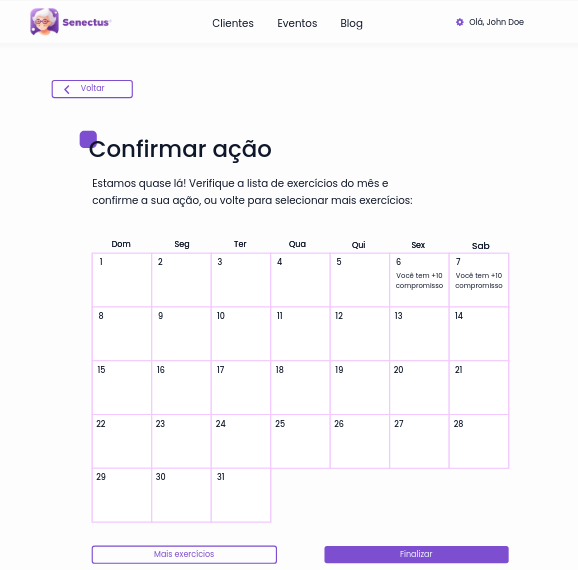 Senectus
Clientes Eventos Blog
Olá, John Doe
Voltar
Confirmar ação
Estamos quase lá! Verifique a lista de exercícios do mês e
confirme a sua ação, ou volte para selecionar mais exercícios:
Dom Seg Ter Qua Qui Sex Sab
1 2 3 4 5 6 7
Você tem +10 Você tem +10
compromisso compromisso
8 9 10 11 12 13 14
15 16 17 18 19 20 21
22 23 24 25 26 27 28
29 30 31
Mais exercícios Finalizar